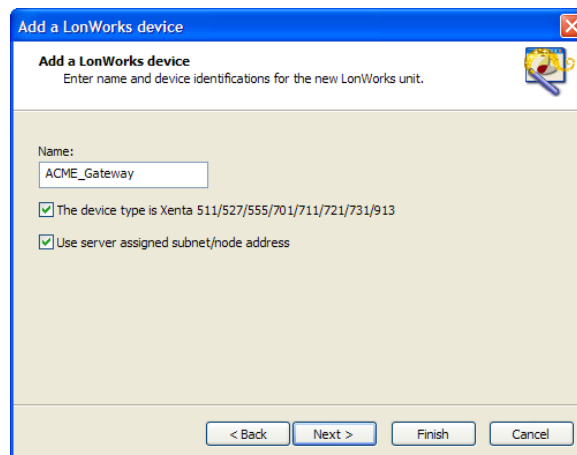 Add a LonWorks device
Add a LonWorks device
Enter name and device identifications for the new LonWorks unit.
Name:
ACME_Gateway
The device type is Xenta 511/527/555/701/711/721/731/913
Use server assigned subnet/node address
< Back Next > Finish Cancel